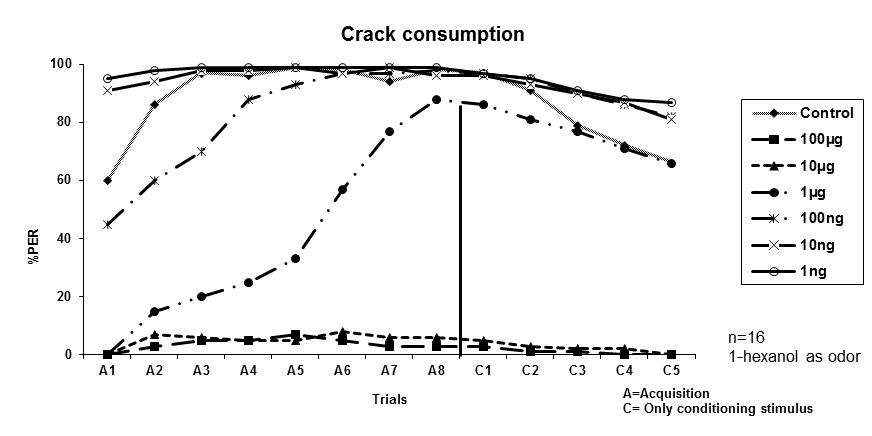 Crack consumption
100
80
60
40
20
0
%PER
A1 A2 A3 A4 A5 A6 A7 A8 C1 C2 C3 C4 C5
Trials
Control
100µg
10µg
1µg
100ng
10ng
1ng
n=16
1-hexanol as odor
A=Acquisition
C= Only conditioning stimulus